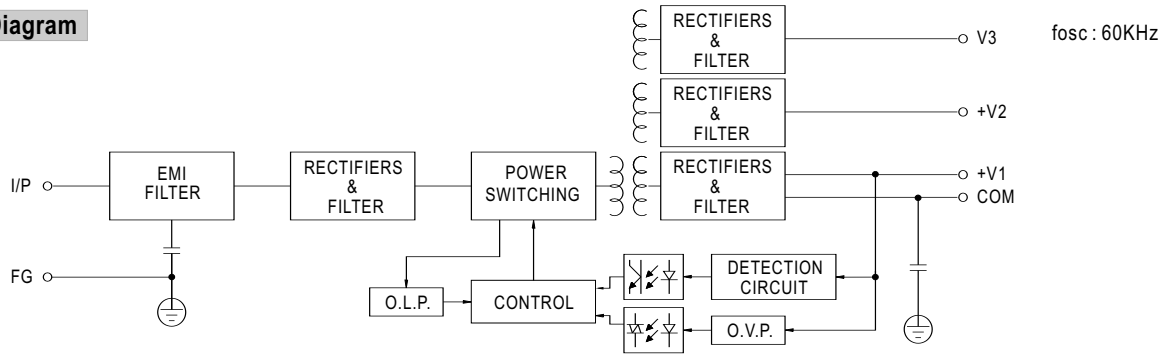 Diagram
RECTIFIERS
&
FILTER
V3
fosc : 60KHz
RECTIFIERS
&
FILTER
+V2
I/P
EMI
FILTER
RECTIFIERS
&
FILTER
POWER
SWITCHING
RECTIFIERS
&
FILTER
+V1
COM
FG
O.L.P.
CONTROL
DETECTION
CIRCUIT
O.V.P.